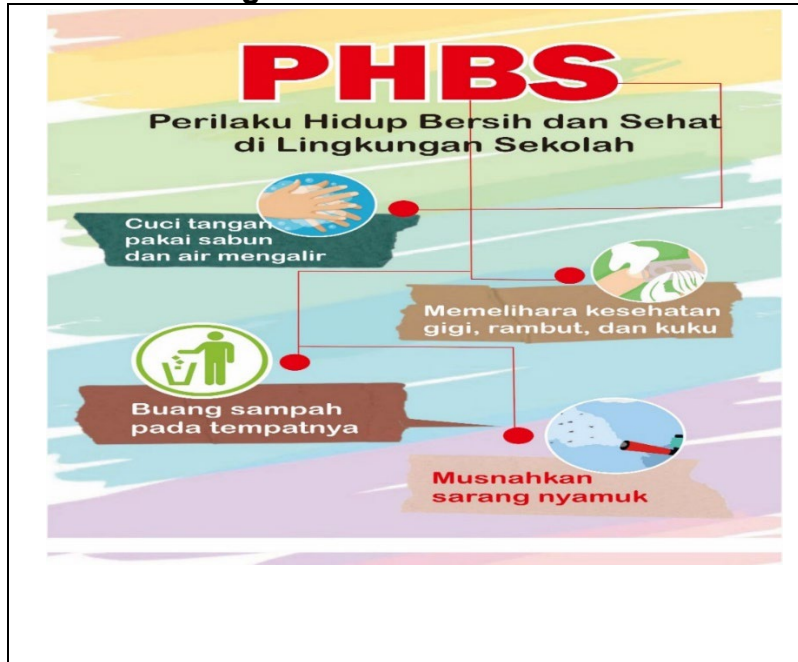 PHBS
Perilaku Hidup Bersih dan Sehat
di Lingkungan Sekolah
Cuci tangan
pakai sabun
dan air mengalir
Memelihara kesehatan
gigi, rambut, dan kuku
Buang sampah
pada tempatnya
Musnahkan
sarang nyamuk